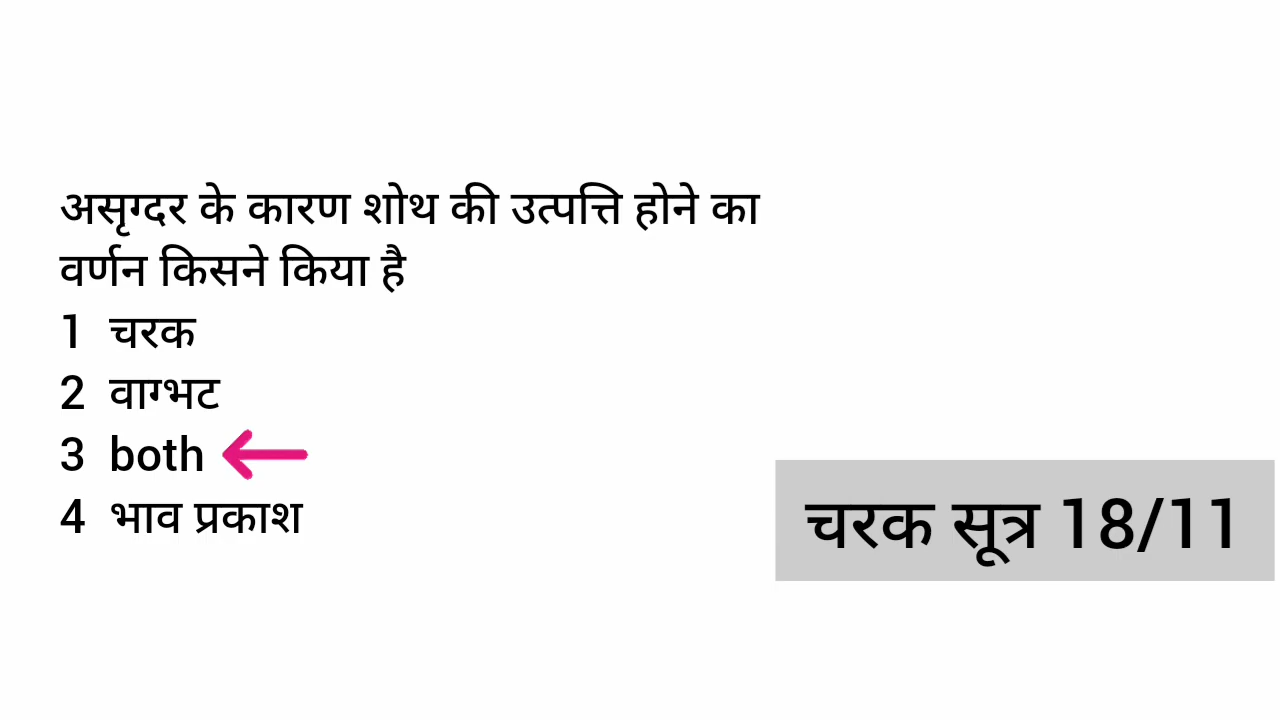 असृग्दर के कारण शोथ की उत्पत्ति होने का
वर्णन किसने किया है
1 चरक
2 वाग्भट
3 both
4 भाव प्रकाश
चरक सूत्र 18/11